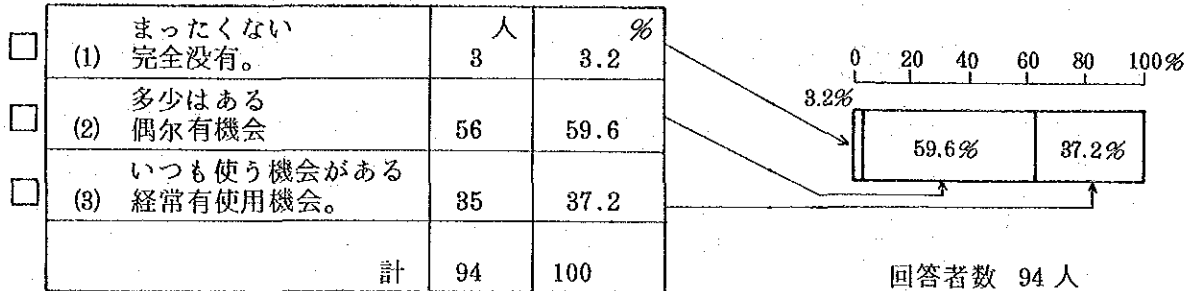 まったくない 人 %
□ (1) 完全没有。 3 3.2
多少はある
□ (2) 偶尔有機会 56 59.6
いつも使う機会がある
□ (3) 経常有使用機会。 35 37.2
計 94 100
0 20 40 60 80 100%
3.2%
59.6% 37.2%
回答者数 94人